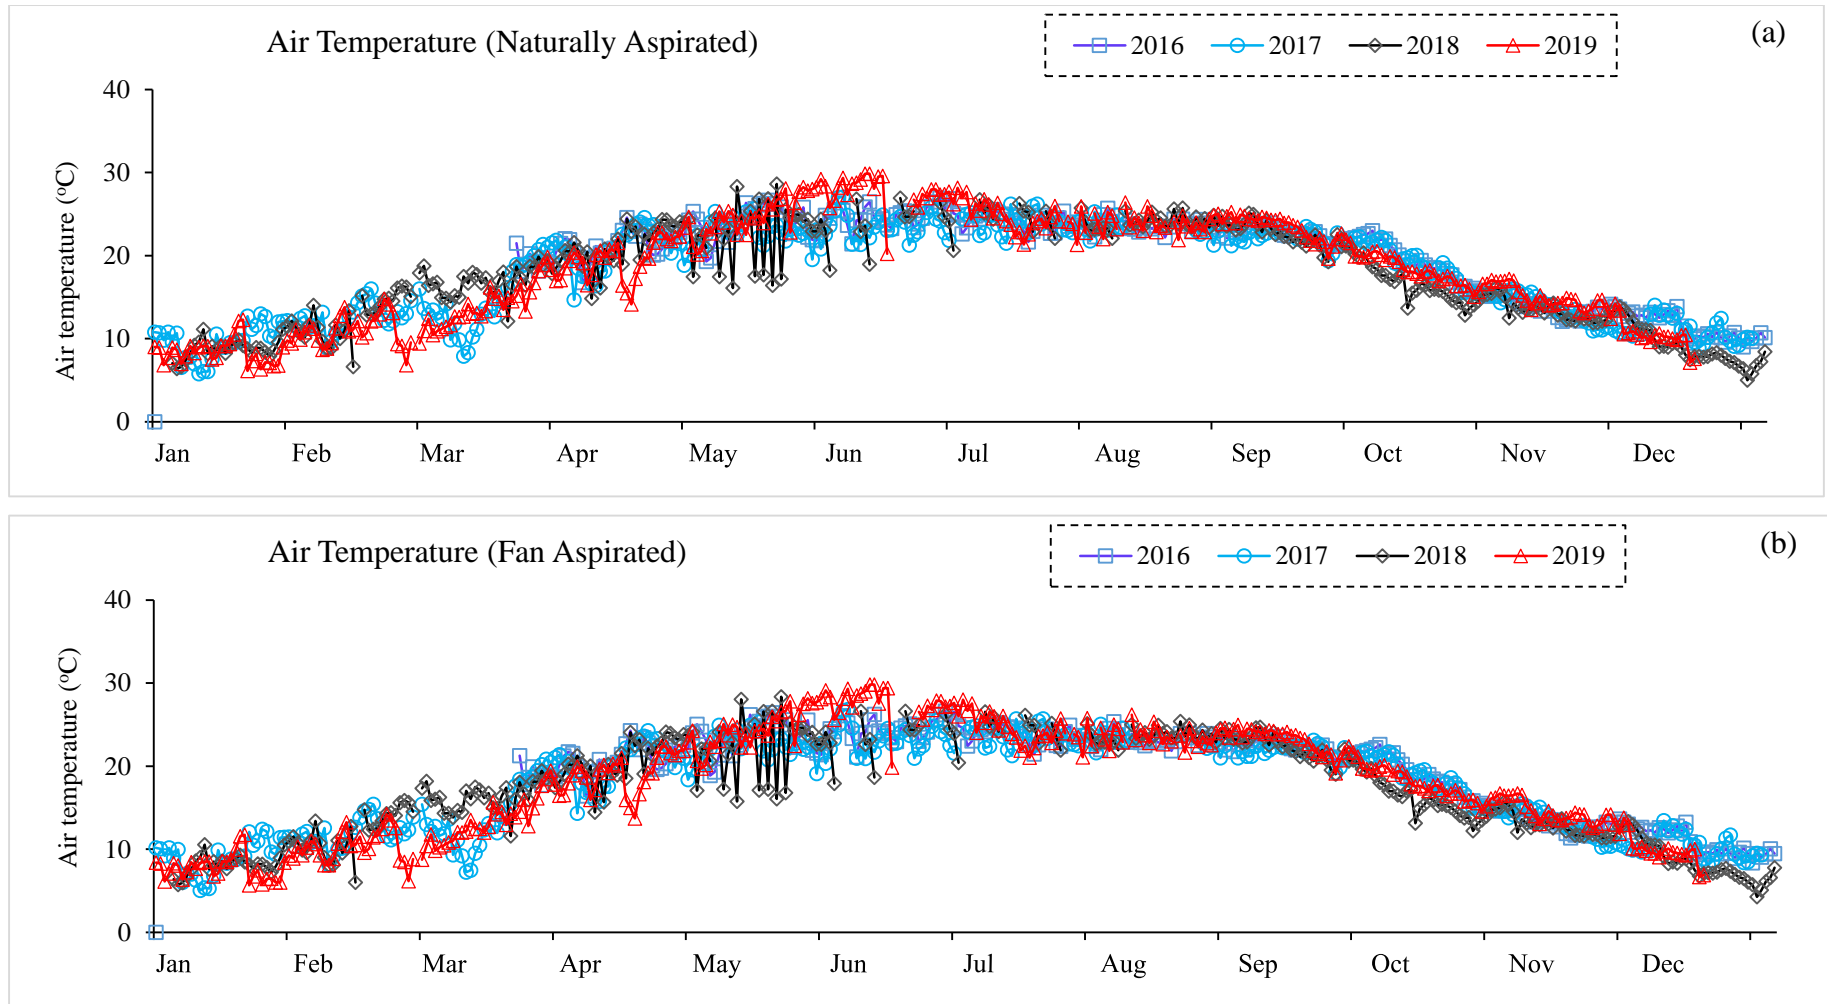 Air Temperature (Naturally Aspirated)
2016 2017 2018 2019
(a)
Air temperature (°C)
40
30
20
10
0
Jan Feb Mar Apr May Jun Jul Aug Sep Oct Nov Dec
Air Temperature (Fan Aspirated)
2016 2017 2018 2019
(b)
Air temperature (°C)
40
30
20
10
0
Jan Feb Mar Apr May Jun Jul Aug Sep Oct Nov Dec